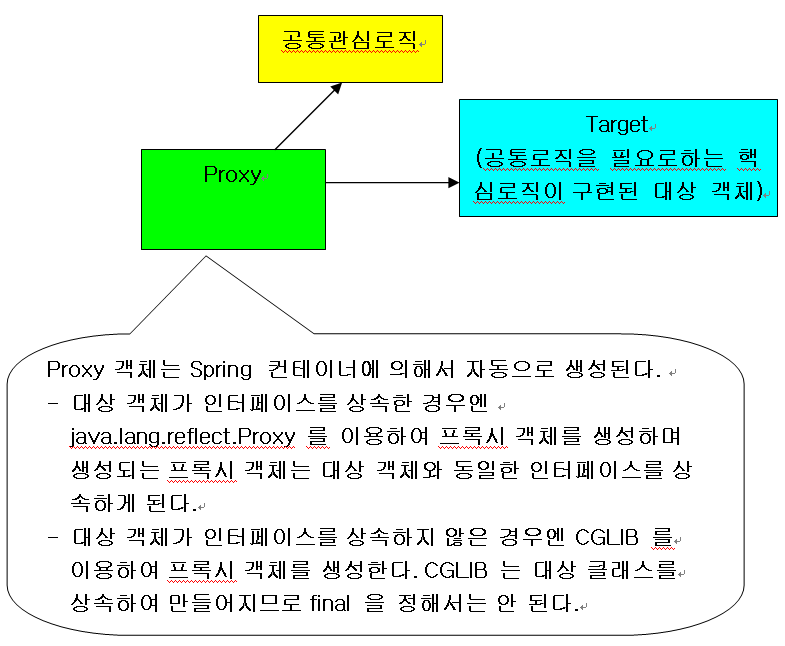 공통관심로직
Target
(공통로직을 필요로하는 핵
심로직이 구현된 대상 객체)
Proxy
Proxy 객체는 Spring 컨테이너에 의해서 자동으로 생성된다.
- 대상 객체가 인터페이스를 상속한 경우엔
java.lang.reflect.Proxy 를 이용하여 프록시 객체를 생성하며
생성되는 프록시 객체는 대상 객체와 동일한 인터페이스를 상
속하게 된다.
- 대상 객체가 인터페이스를 상속하지 않은 경우엔 CGLIB 를
이용하여 프록시 객체를 생성한다. CGLIB 는 대상 클래스를
상속하여 만들어지므로 final 을 정해서는 안 된다.